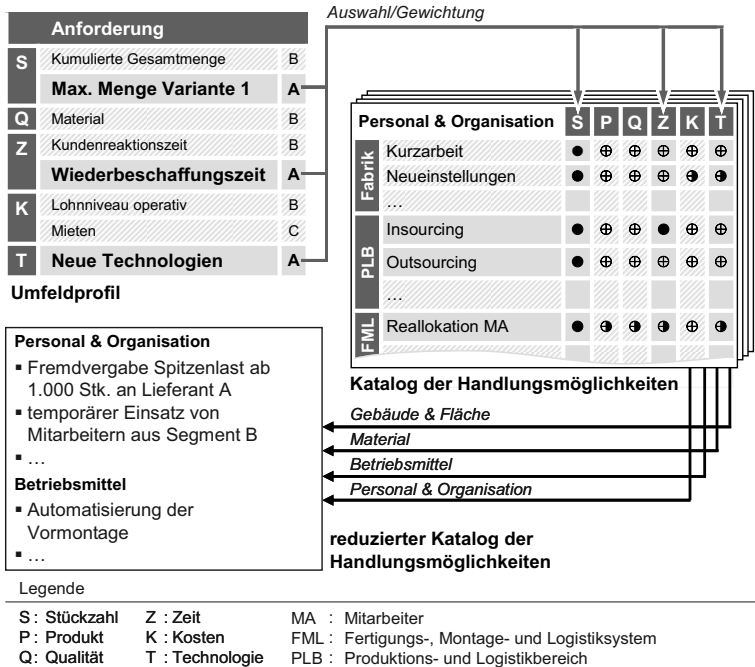 Auswahl/Gewichtung
Anforderung
S Kumulierte Gesamtmenge B
Max. Menge Variante 1 A
Q Material B
Z Kundenreaktionszeit B
Wiederbeschaffungszeit A
K Lohnniveau operativ B
Mieten C
T Neue Technologien A
Umfeldprofil
Personal & Organisation S P Q Z K T
Fabrik
Kurzarbeit
Neueinstellungen
…
PLB
Insourcing
Outsourcing
…
FML
Reallokation MA
Katalog der Handlungsmöglichkeiten
Gebäude & Fläche
Material
Betriebsmittel
Personal & Organisation
Personal & Organisation
▪ Fremdvergabe Spitzenlast ab
1.000 Stk. an Lieferant A
▪ temporärer Einsatz von
Mitarbeitern aus Segment B
▪ …
Betriebsmittel
▪ Automatisierung der
Vormontage
▪ …
reduzierter Katalog der
Handlungsmöglichkeiten
Legende
S : Stückzahl Z : Zeit MA : Mitarbeiter
P : Produkt K : Kosten FML : Fertigungs-, Montage- und Logistiksystem
Q : Qualität T : Technologie PLB : Produktions- und Logistikbereich